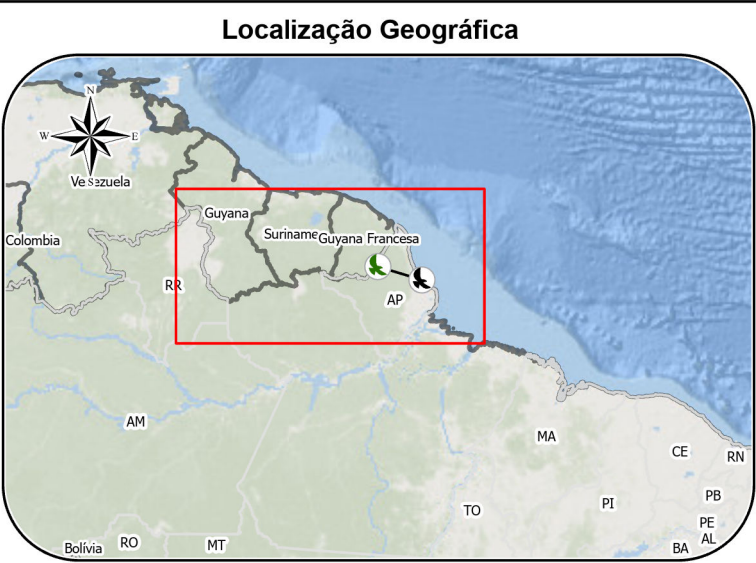 Localização Geográfica
N
W
E
S
Venezuela
Guyana
Colombia
Suriname
Guyana Francesa
RR
AP
AM
MA
CE
RN
PB
PI
TO
PE
AL
RO
MT
Bolívia
BA